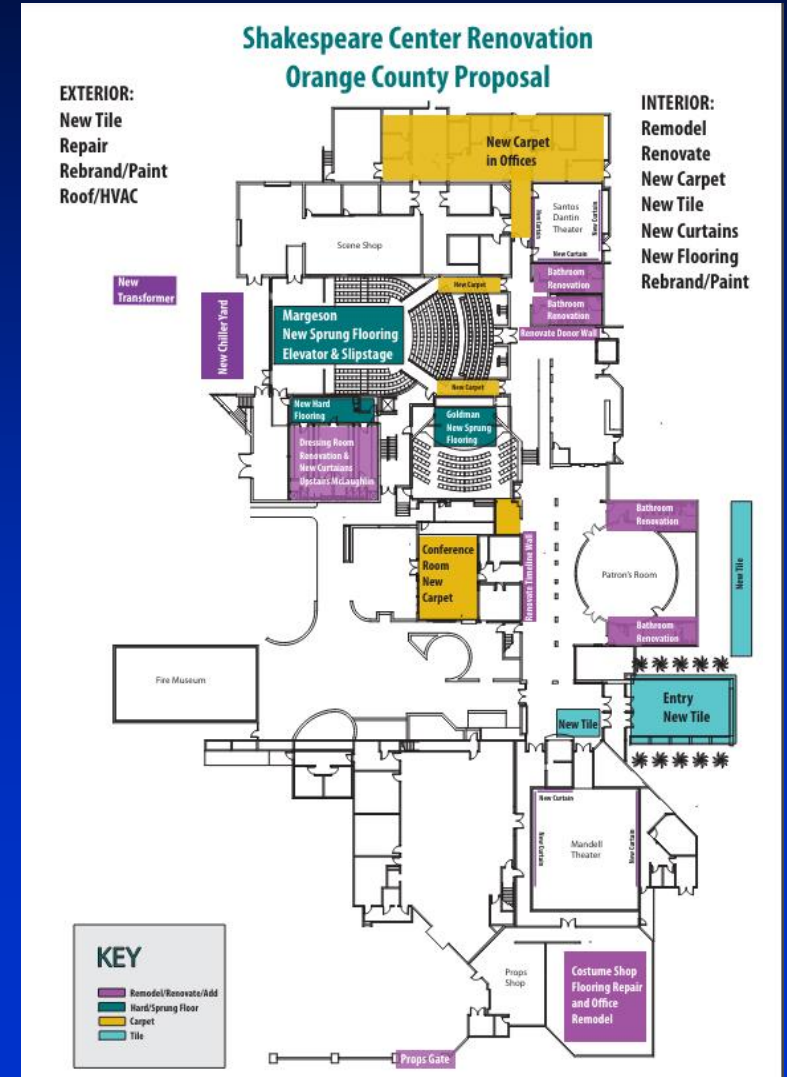 Shakespeare Center Renovation
Orange County Proposal
EXTERIOR:
New Tile
Repair
Rebrand/Paint
Roof/HVAC
INTERIOR:
Remodel
Renovate
New Carpet
New Tile
New Curtains
New Flooring
Rebrand/Paint
New Carpet
in Offices
Santos
Dantin
Theater
New Curtain
New Curtain
New Curtain
Scene Shop
Bathroom
Renovation
Bathroom
Renovation
Renovate Donor Wall
New
Transformer
New Chiller Yard
New Carpet
Margeson
New Sprung Flooring
Elevator & Slipstage
New Carpet
New Hard
Flooring
Goldman
New Sprung
Flooring
Dressing Room
Renovation &
New Curtaians
Upstairs McLaughlin
Bathroom
Renovation
Conference
Room
New
Carpet
Renovate Timeline Wall
Patron's Room
New Tile
Bathroom
Renovation
Fire Museum
Entry
New Tile
New Tile
New Curtain
New Curtain
New Curtain
Mandell
Theater
Props
Shop
Costume Shop
Flooring Repair
and Office
Remodel
Props Gate
KEY
Remodel/Renovate/Add
Hard/Sprung Floor
Carpet
Tile